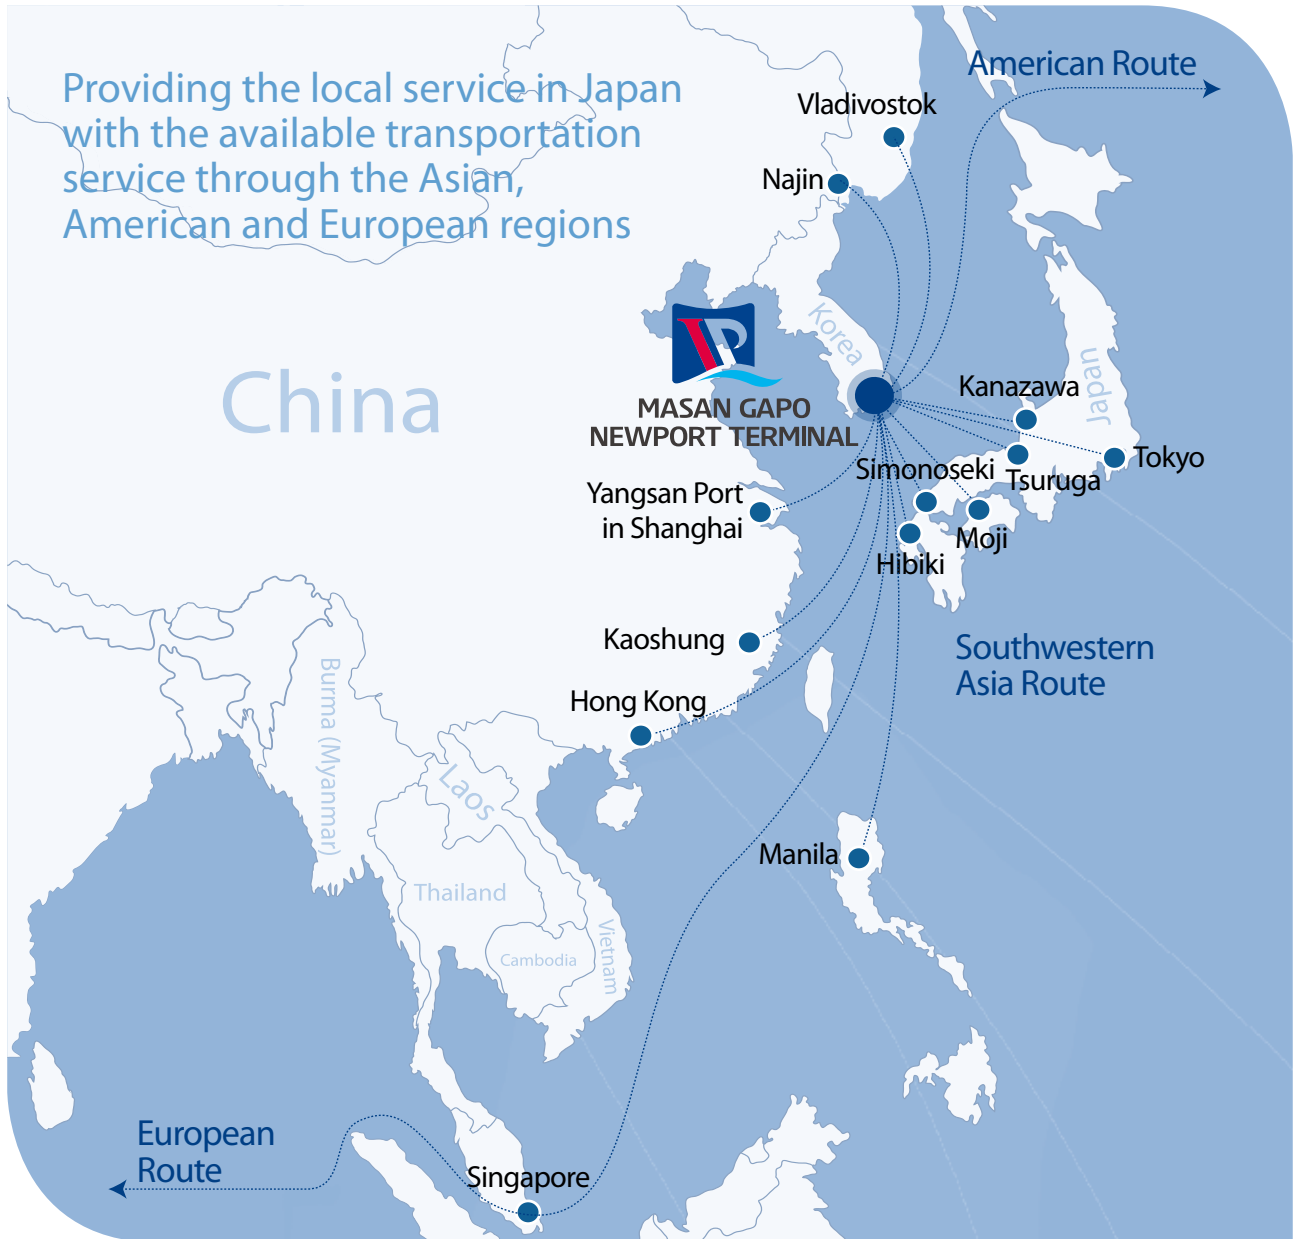 Providing the local service in Japan
with the available transportation
service through the Asian,
American and European regions
American Route
Vladivostok
Najin
Korea
China
MASAN GAPO
NEWPORT TERMINAL
Kanazawa
Japan
Tokyo
Simonoseki
Tsuruga
Yangsan Port
in Shanghai
Moji
Hibiki
Kaoshung
Southwestern
Asia Route
Hong Kong
Burma (Myanmar)
Laos
Manila
Thailand
Vietnam
Cambodia
European
Route
Singapore